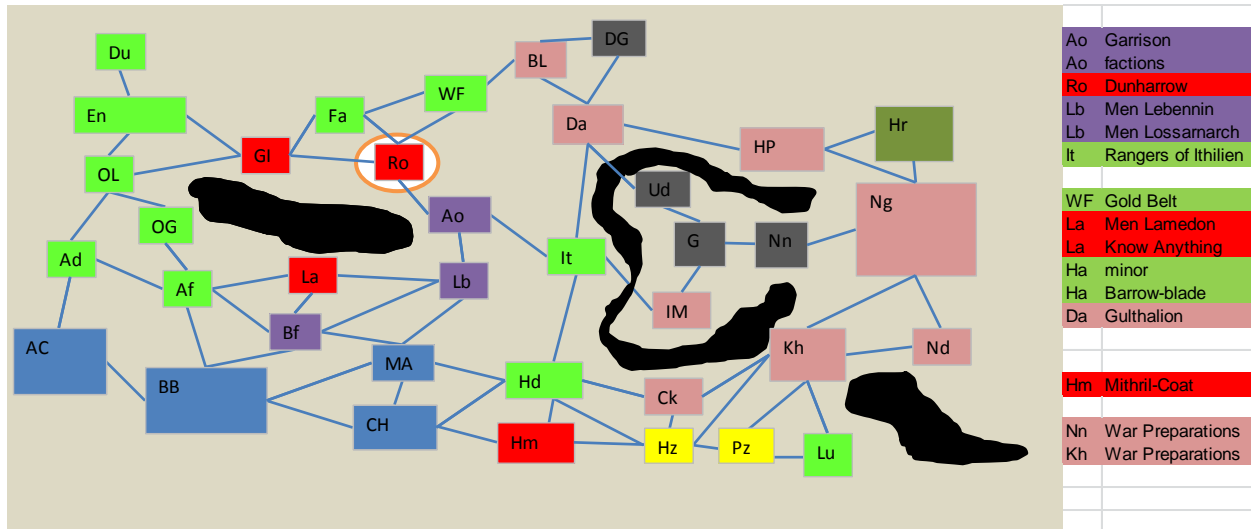 Du
DG
BL
WF
En
Fa
Da
Hr
HP
GI
Ro
OL
Ud
Ng
OG
Ao
G
Nn
Ad
It
Af
La
Lb
IM
Bf
AC
MA
Kh
Nd
BB
Hd
Ck
CH
Hm
Hz
Pz
Lu
Ao Garrison
Ao factions
Ro Dunharrow
Lb Men Lebennin
Lb Men Lossarnarch
It Rangers of Ithilien
WF Gold Belt
La Men Lamedon
La Know Anything
Ha minor
Ha Barrow-blade
Da Gulthalion
Hm Mithril-Coat
Nn War Preparations
Kh War Preparations